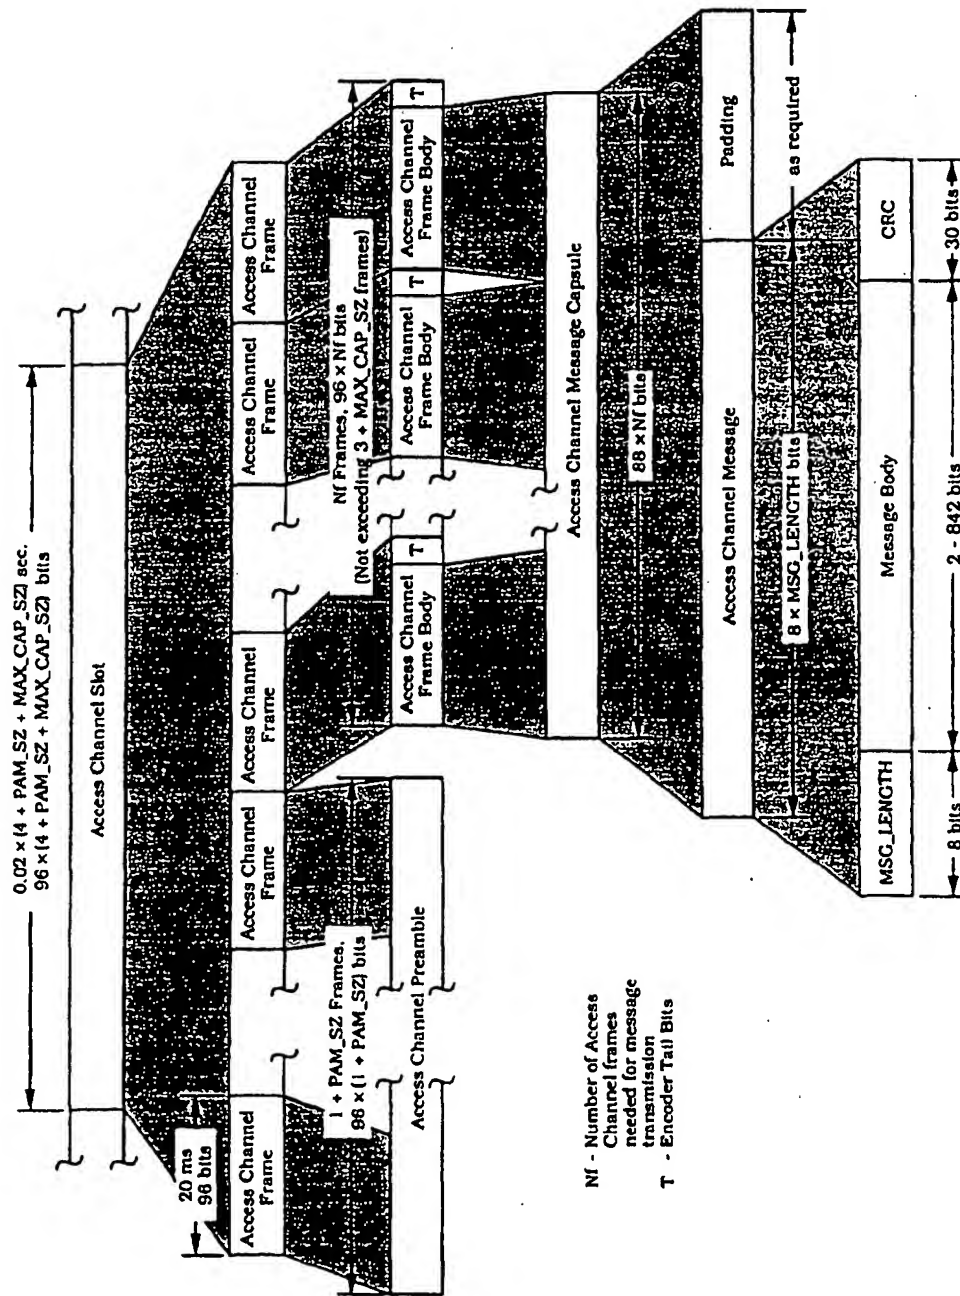 0.02 × (4 + PAM_SZ + MAX_CAP_SZ) sec.
96 × (4 + PAM_SZ + MAX_CAP_SZ) bits
Access Channel Slot
20 ms
96 bits
Access Channel
Frame
Access Channel
Frame
Access Channel
Frame
Access Channel
Frame
Access Channel
Frame
1 + PAM_SZ Frames,
96 × (1 + PAM_SZ) bits
Nf Frames, 96 × Nf bits
(Not exceeding 3 + MAX_CAP_SZ frames)
Access Channel Preamble
Access Channel
Frame Body
T
Access Channel
Frame Body
T
Access Channel
Frame Body
T
Access Channel Message Capsule
88 × Nf bits
Access Channel Message
Padding
8 × MSG_LENGTH bits
as required
MSG_LENGTH
Message Body
CRC
8 bits
2 - 842 bits
30 bits
Nf - Number of Access
Channel frames
needed for message
transmission
T - Encoder Tail Bits